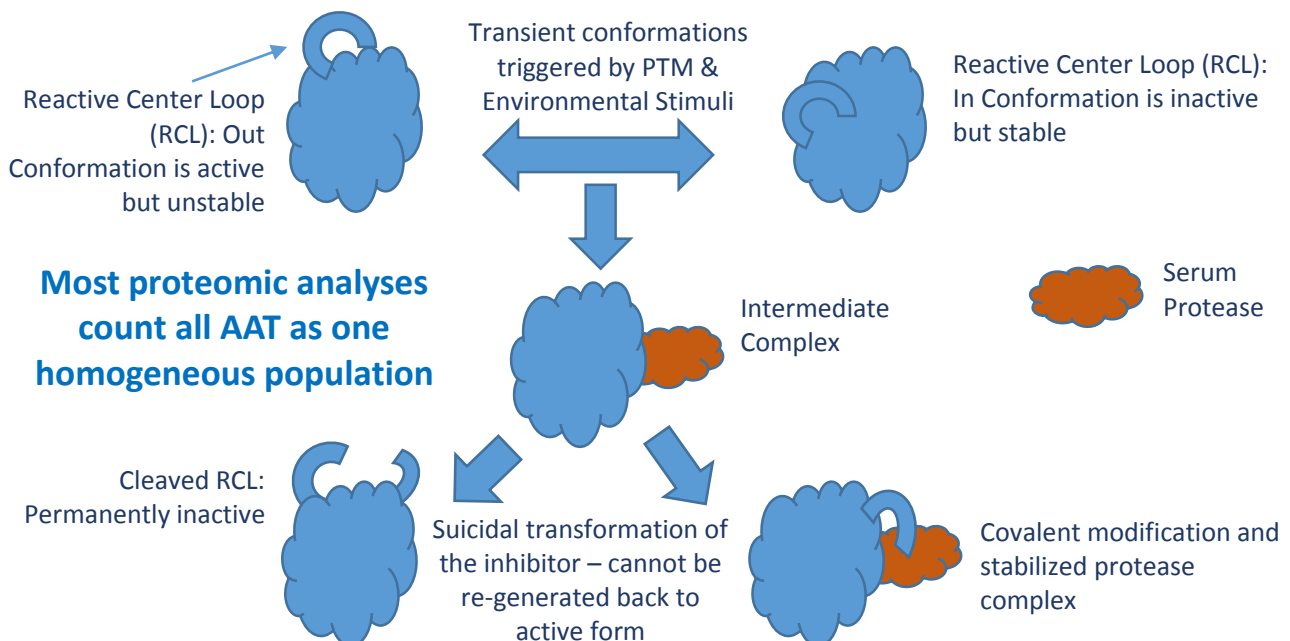 Transient conformations
triggered by PTM &
Environmental Stimuli
Reactive Center Loop
(RCL): Out
Conformation is active
but unstable
Reactive Center Loop (RCL):
In Conformation is inactive
but stable
Most proteomic analyses
count all AAT as one
homogeneous population
Intermediate
Complex
Serum
Protease
Cleaved RCL:
Permanently inactive
Suicidal transformation of
the inhibitor – cannot be
re-generated back to
active form
Covalent modification and
stabilized protease
complex